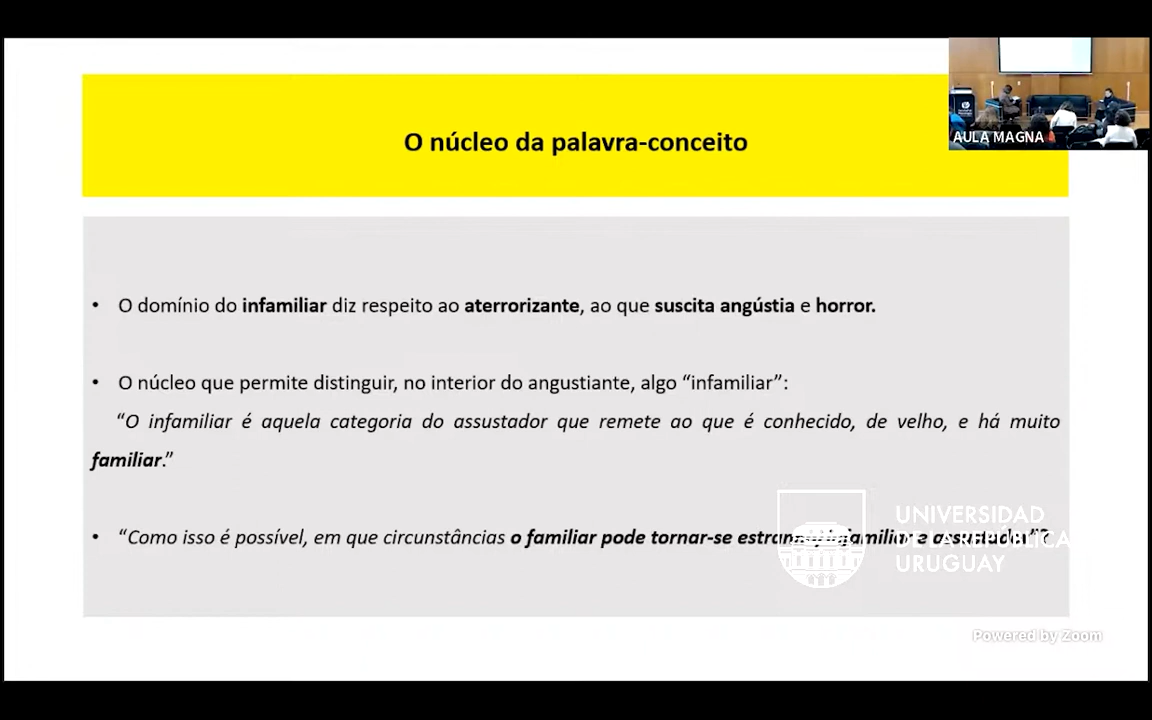 O núcleo da palavra-conceito
AULA MAGNA
• O domínio do infamiliar diz respeito ao aterrorizante, ao que suscita angústia e horror.
• O núcleo que permite distinguir, no interior do angustiante, algo “infamiliar”:
“O infamiliar é aquela categoria do assustador que remete ao que é conhecido, de velho, e há muito
familiar.”
• “Como isso é possível, em que circunstâncias o familiar pode tornar-se
UNIVERSIDAD
DE LA REPÚBLICA
URUGUAY
Powered by Zoom